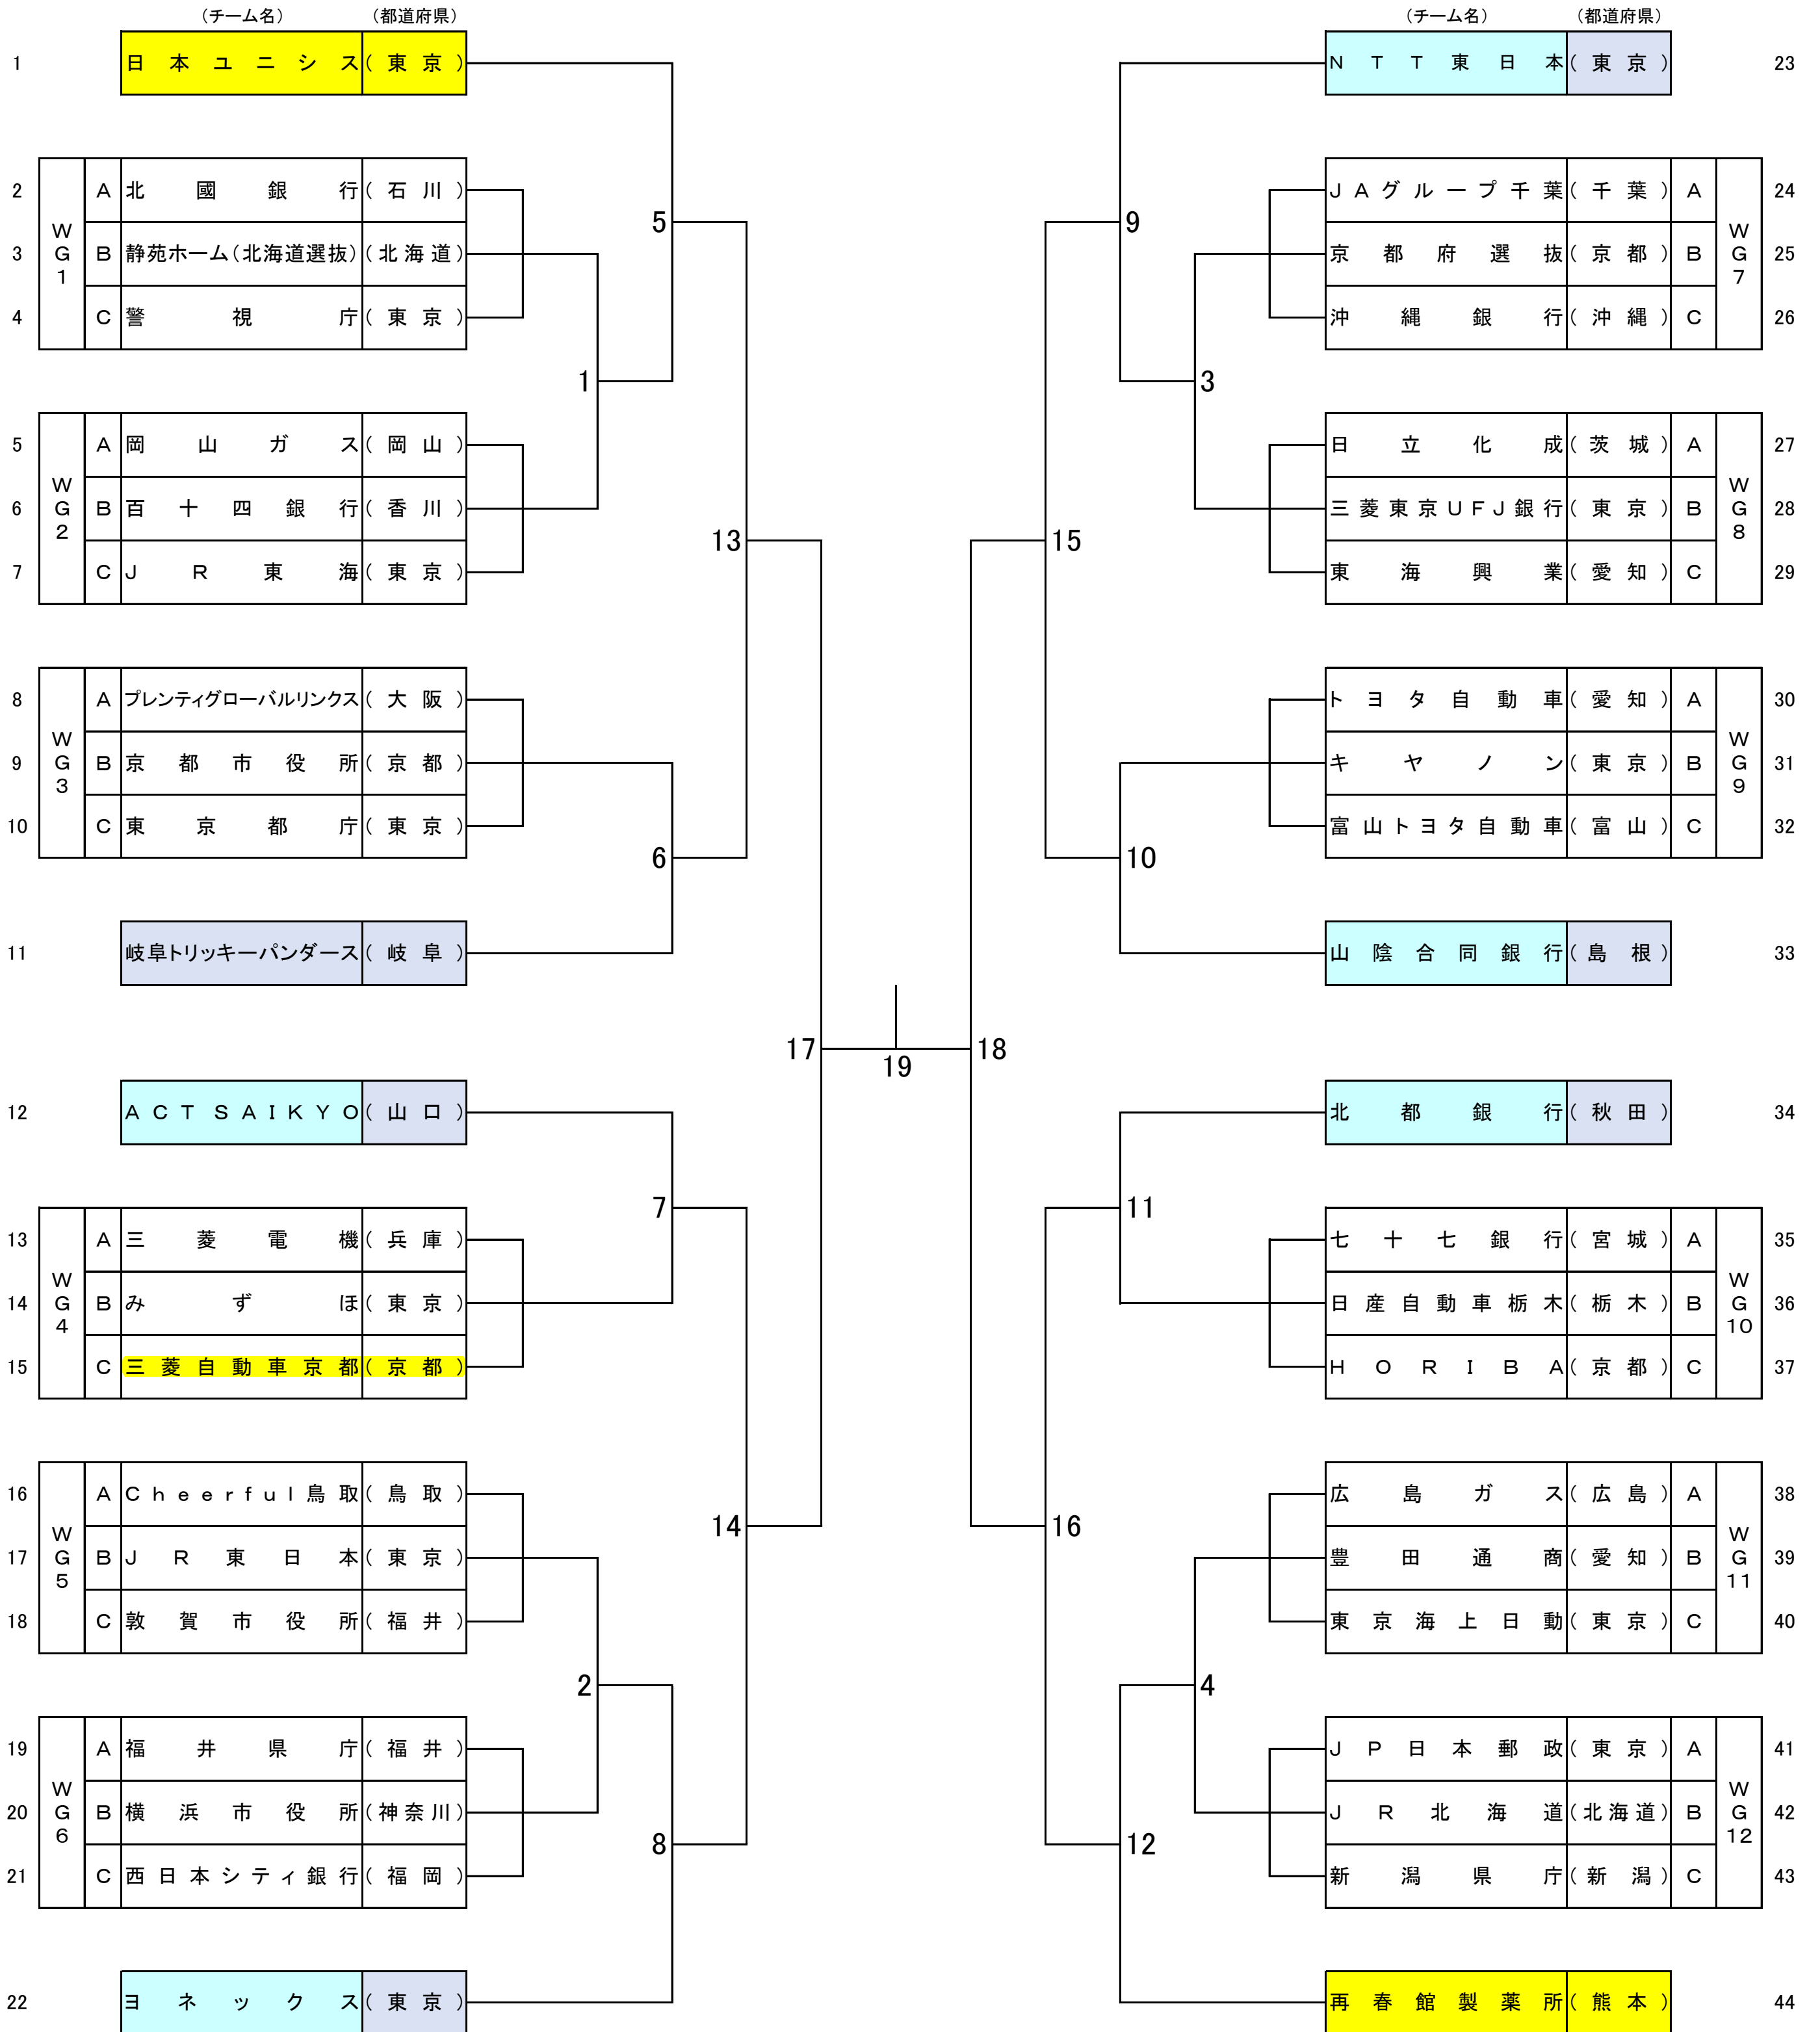 （チーム名） （都道府県）
1 日本ユニシス（東京）
2 A 北國銀行（石川）
WG1
3 B 静苑ホーム（北海道選抜）（北海道）
4 C 警視庁（東京）
5
1
5 A 岡山ガス（岡山）
WG2
6 B 百十四銀行（香川）
7 C JR東海（東京）
13
8 A プレンティグローバルリンクス（大阪）
WG3
9 B 京都市役所（京都）
10 C 東京都庁（東京）
6
11 岐阜トリッキーパンダース（岐阜）
17
19
12 ACT SAIKYO（山口）
7
13 A 三菱電機（兵庫）
WG4
14 B みずほ（東京）
15 C 三菱自動車京都（京都）
16 A Cheerful鳥取（鳥取）
WG5
17 B JR東日本（東京）
18 C 敦賀市役所（福井）
14
2
19 A 福井県庁（福井）
WG6
20 B 横浜市役所（神奈川）
21 C 西日本シティ銀行（福岡）
8
22 ヨネックス（東京）
（チーム名） （都道府県）
NTT東日本（東京） 23
9
JAグループ千葉（千葉） A 24
京都府選抜（京都） B 25
WG7
沖縄銀行（沖縄） C 26
3
日立化成（茨城） A 27
三菱東京UFJ銀行（東京） B 28
WG8
東海興業（愛知） C 29
15
トヨタ自動車（愛知） A 30
キヤノン（東京） B 31
WG9
富山トヨタ自動車（富山） C 32
10
山陰合同銀行（島根） 33
18
北都銀行（秋田） 34
11
七十七銀行（宮城） A 35
日産自動車栃木（栃木） B 36
WG10
HORIBA（京都） C 37
広島ガス（広島） A 38
豊田通商（愛知） B 39
WG11
東京海上日動（東京） C 40
16
4
JP日本郵政（東京） A 41
JR北海道（北海道） B 42
WG12
新潟県庁（新潟） C 43
12
再春館製薬所（熊本） 44